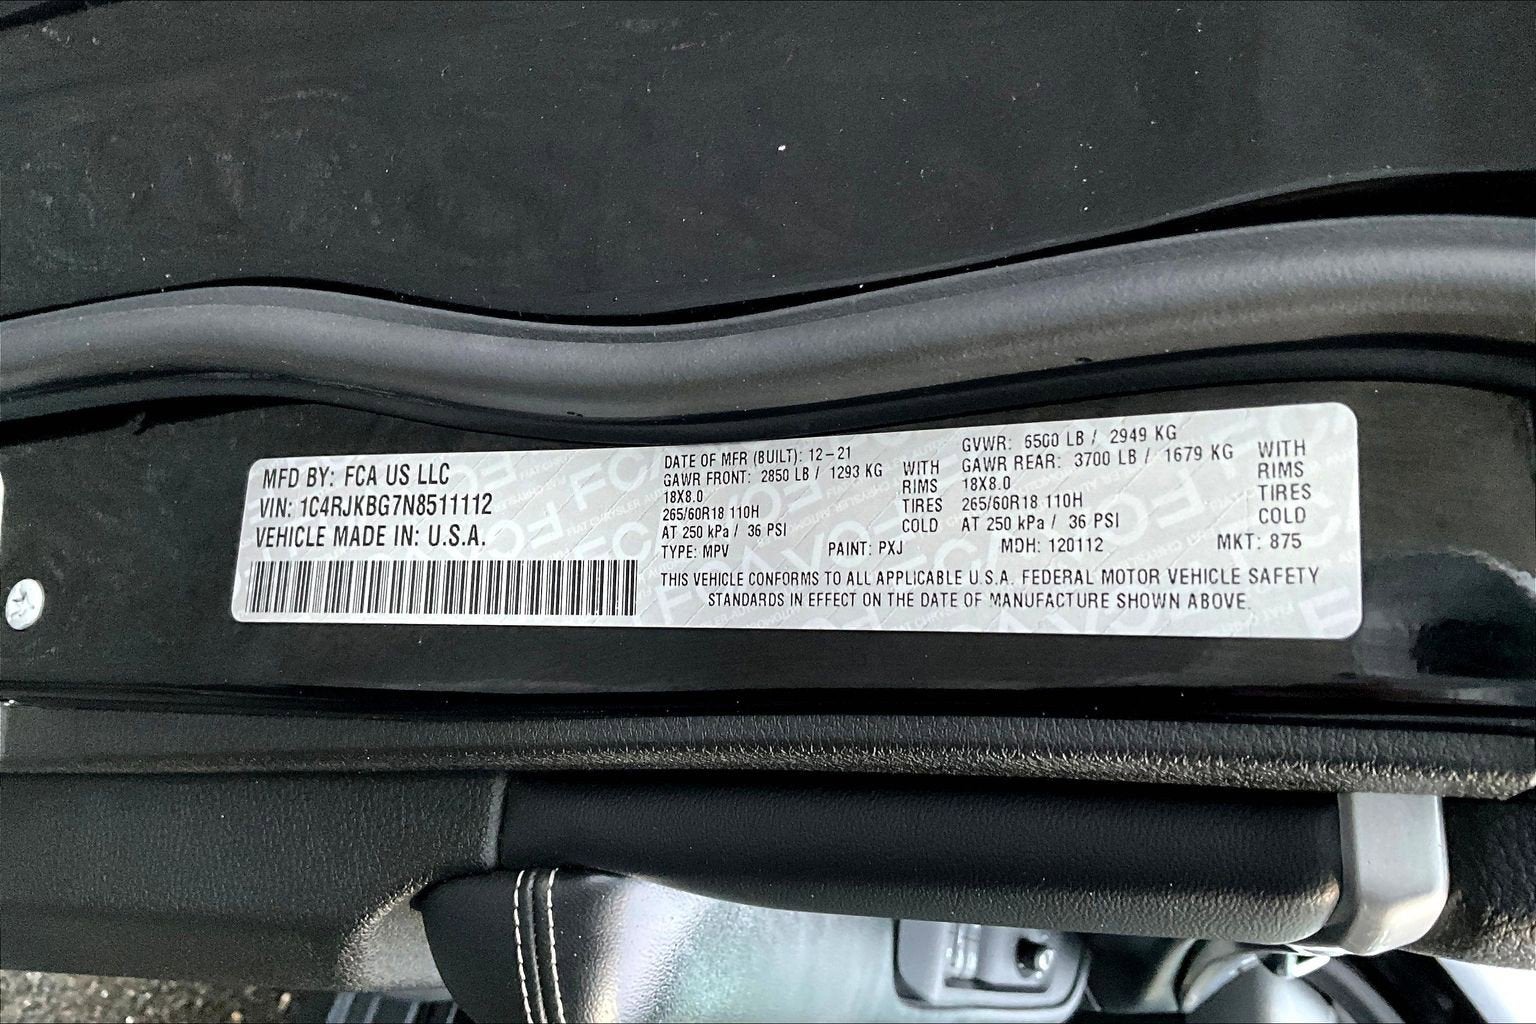 MFD BY: FCA US LLC
VIN: 1C4RJKBG7N8511112
VEHICLE MADE IN: U.S.A.
DATE OF MFR (BUILT): 12-21
GAWR FRONT: 2850 LB / 1293 KG WITH
18X8.0 RIMS
265/60R18 110H TIRES
AT 250 kPa / 36 PSI COLD
GVWR: 6500 LB / 2949 KG
GAWR REAR: 3700 LB / 1679 KG WITH
18X8.0 RIMS
265/60R18 110H TIRES
AT 250 kPa / 36 PSI COLD
TYPE: MPV PAINT: PXJ MDH: 120112 MKT: 875
THIS VEHICLE CONFORMS TO ALL APPLICABLE U.S.A. FEDERAL MOTOR VEHICLE SAFETY
STANDARDS IN EFFECT ON THE DATE OF MANUFACTURE SHOWN ABOVE.